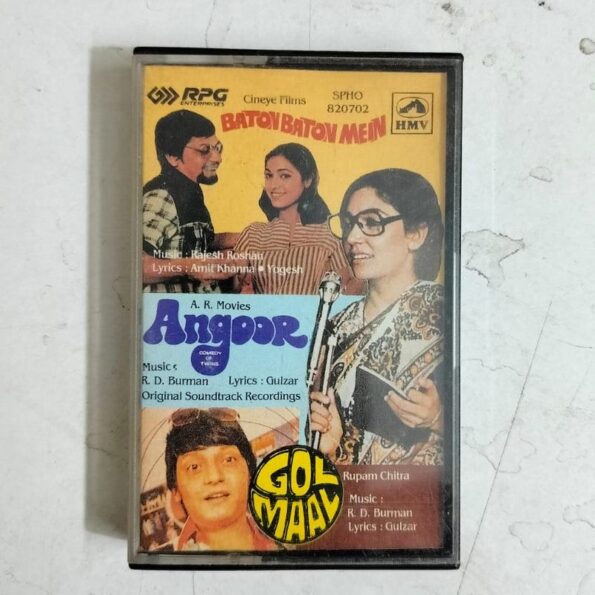 RPG
ENTERPRISES
Cineye Films
SPHO
820702
HMV
BATON BATON MEIN
Music : Rajesh Roshan
Lyrics : Amit Khanna • Yogesh
A. R. Movies
Angoor
COMEDY
OF
TWINS
Music :
R. D. Burman Lyrics : Gulzar
Original Soundtrack Recordings
GOL
MAAL
Rupam Chitra
Music :
R. D. Burman
Lyrics : Gulzar